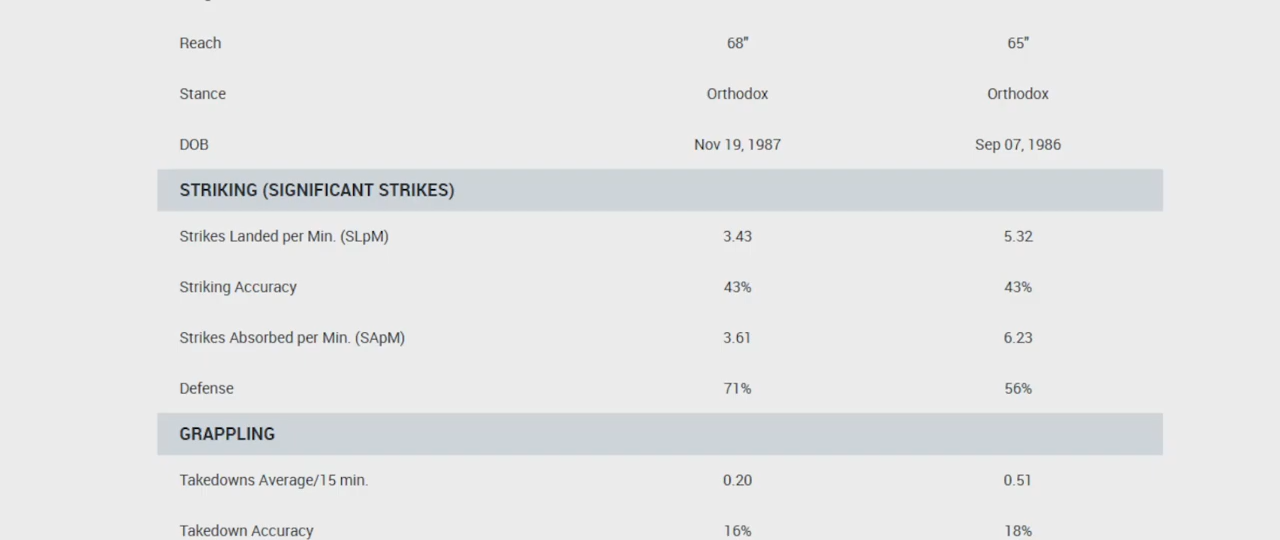 Reach 68" 65"
Stance Orthodox Orthodox
DOB Nov 19, 1987 Sep 07, 1986
STRIKING (SIGNIFICANT STRIKES)
Strikes Landed per Min. (SLpM) 3.43 5.32
Striking Accuracy 43% 43%
Strikes Absorbed per Min. (SApM) 3.61 6.23
Defense 71% 56%
GRAPPLING
Takedowns Average/15 min. 0.20 0.51
Takedown Accuracy 16% 18%